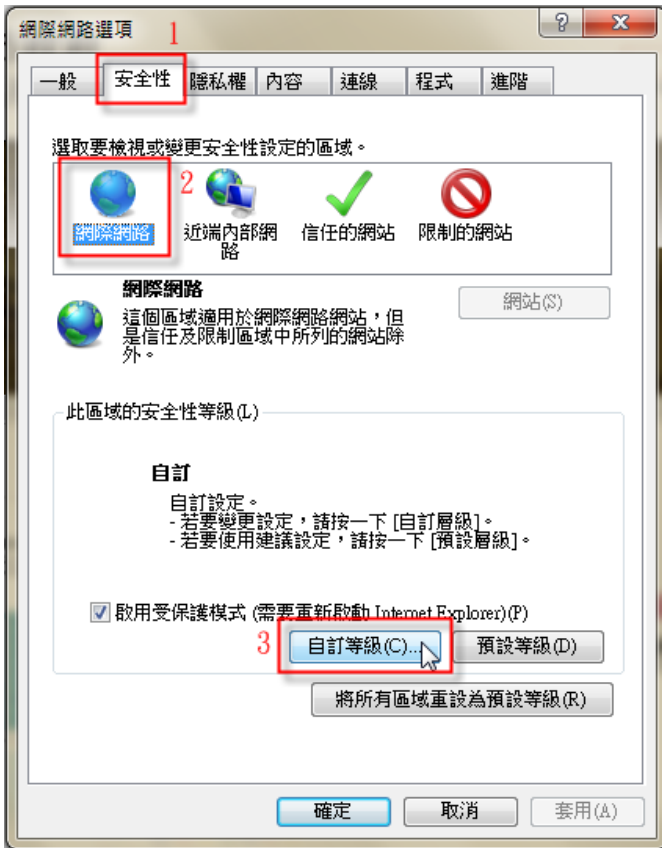 網際網路選項
1
一般 安全性 隱私權 內容 連線 程式 進階
選取要檢視或變更安全性設定的區域。
2
網際網路 近端內部網路 信任的網站 限制的網站
網際網路
網站(S)
這個區域適用於網際網路網站，但
是信任及限制區域中所列的網站除
外。
此區域的安全性等級(L)
自訂
自訂設定。
- 若要變更設定，請按一下 [自訂層級]。
- 若要使用建議設定，請按一下 [預設層級]。
啟用受保護模式 (需要重新啟動 Internet Explorer)(P)
3
自訂等級(C)... 預設等級(D)
將所有區域重設為預設等級(R)
確定 取消 套用(A)